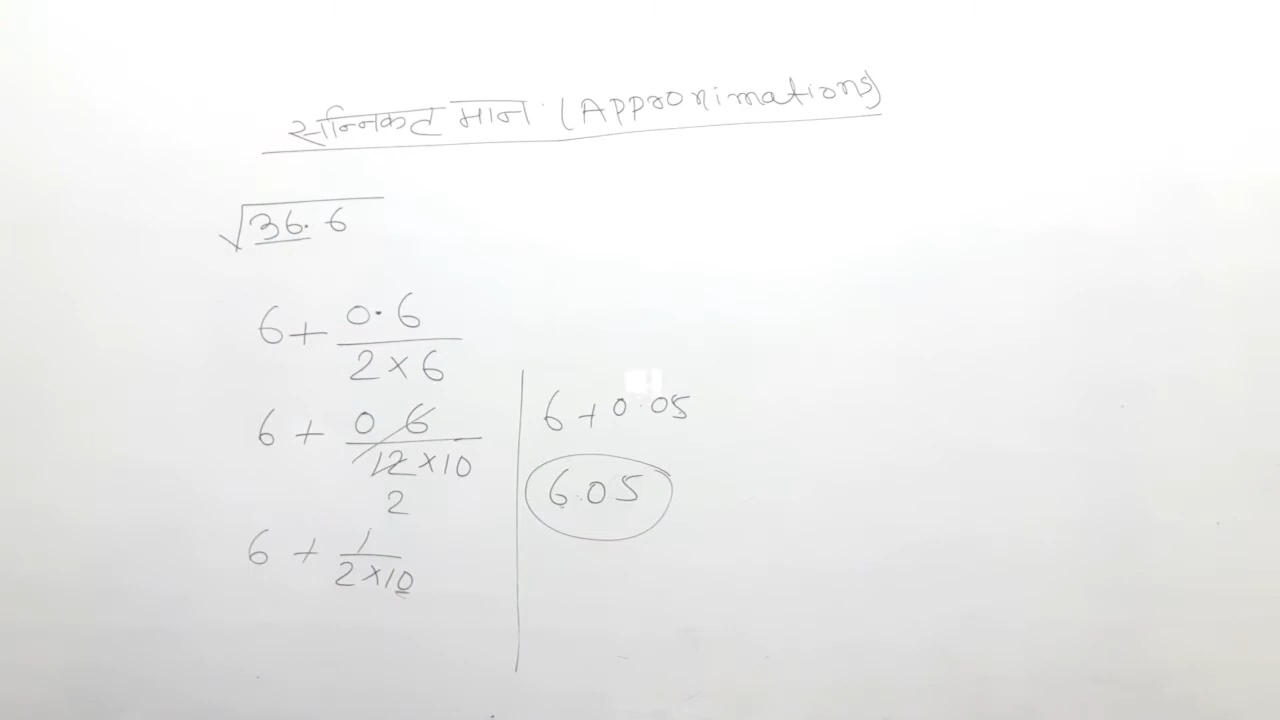 सन्निकट मान (Approximations)
√36.6
6 + 0.6 / 2 × 6
6 + 0 6 / 12 × 10
2
6 + 1 / 2 × 10
6 + 0.05
6.05